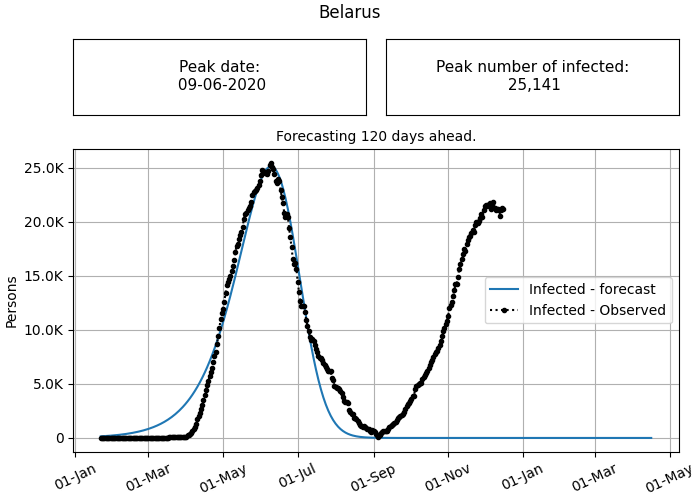 Belarus
Peak date:
09-06-2020
Peak number of infected:
25,141
Forecasting 120 days ahead.
25.0K
20.0K
15.0K
10.0K
5.0K
0
Persons
Infected - forecast
Infected - Observed
01-Jan
01-Mar
01-May
01-Jul
01-Sep
01-Nov
01-Jan
01-Mar
01-May